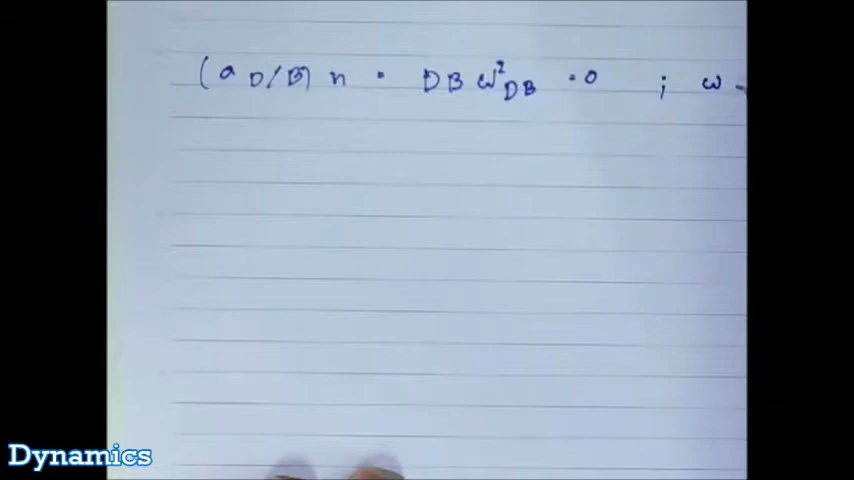 (a D/B) n = DB ω²DB = 0 ; ω =
Dynamics